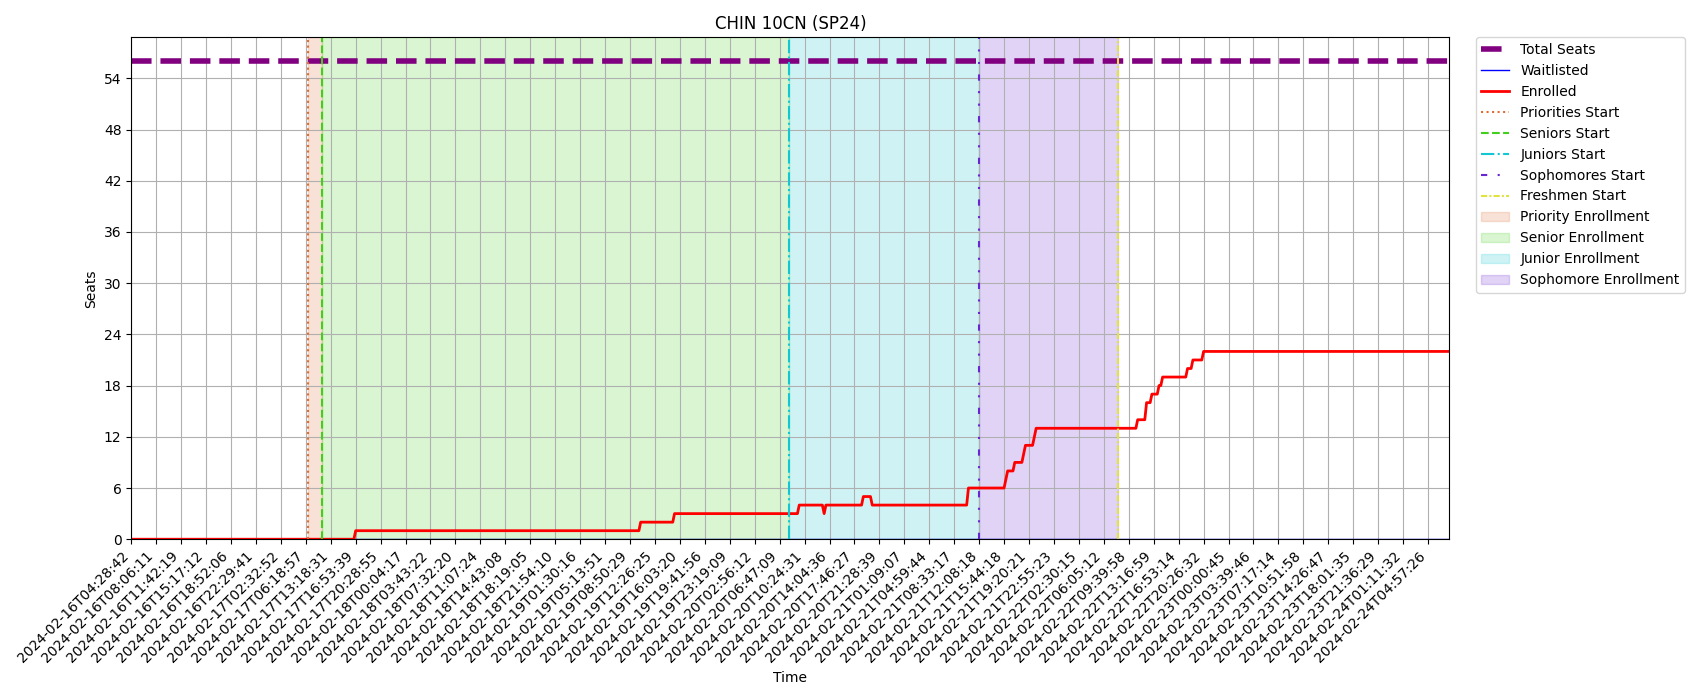 CHIN 10CN (SP24)
Seats
54
48
42
36
30
24
18
12
6
0
2024-02-16T04:28:42
2024-02-16T08:06:11
2024-02-16T11:42:19
2024-02-16T15:17:12
2024-02-16T18:52:06
2024-02-16T22:29:41
2024-02-17T02:32:52
2024-02-17T06:18:57
2024-02-17T13:18:31
2024-02-17T16:53:39
2024-02-17T20:28:55
2024-02-18T00:04:17
2024-02-18T03:43:22
2024-02-18T07:32:20
2024-02-18T11:07:24
2024-02-18T14:43:08
2024-02-18T18:19:05
2024-02-18T21:54:10
2024-02-19T01:30:16
2024-02-19T05:13:51
2024-02-19T08:50:29
2024-02-19T12:26:25
2024-02-19T16:03:20
2024-02-19T19:41:56
2024-02-19T23:19:09
2024-02-20T02:56:12
2024-02-20T06:47:09
2024-02-20T10:24:31
2024-02-20T14:04:36
2024-02-20T17:46:27
2024-02-20T21:28:39
2024-02-21T01:09:07
2024-02-21T04:59:44
2024-02-21T08:33:17
2024-02-21T12:08:18
2024-02-21T15:44:18
2024-02-21T19:20:21
2024-02-21T22:55:23
2024-02-22T02:30:15
2024-02-22T06:05:12
2024-02-22T09:39:58
2024-02-22T13:16:59
2024-02-22T16:53:14
2024-02-22T20:26:32
2024-02-23T00:00:45
2024-02-23T03:39:46
2024-02-23T07:17:14
2024-02-23T10:51:58
2024-02-23T14:26:47
2024-02-23T18:01:35
2024-02-23T21:36:29
2024-02-24T01:11:32
2024-02-24T04:57:26
Time
Total Seats
Waitlisted
Enrolled
Priorities Start
Seniors Start
Juniors Start
Sophomores Start
Freshmen Start
Priority Enrollment
Senior Enrollment
Junior Enrollment
Sophomore Enrollment